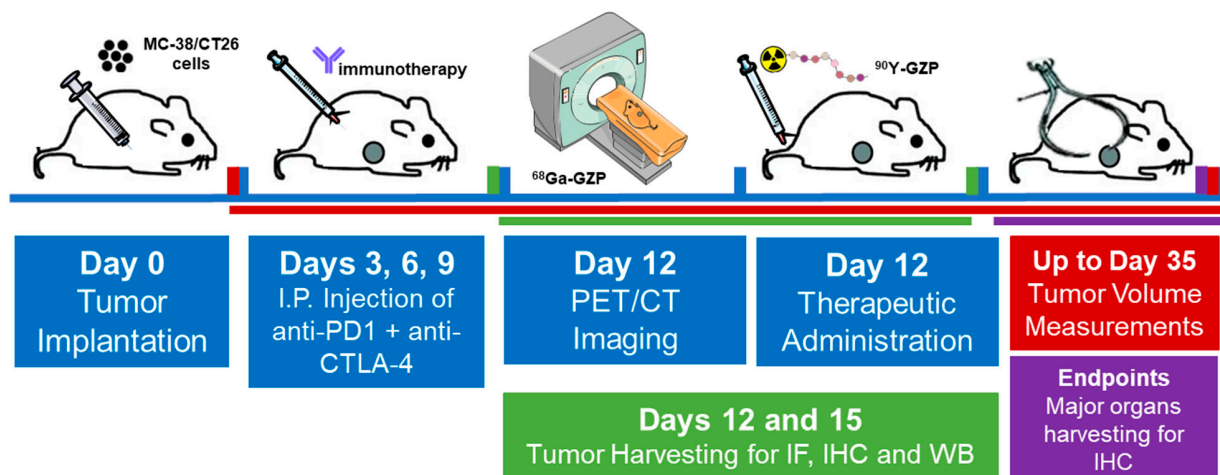 MC-38/CT26
cells
immunotherapy
⁶⁸Ga-GZP
⁹⁰Y-GZP
Day 0
Tumor
Implantation
Days 3, 6, 9
I.P. Injection of
anti-PD1 + anti-
CTLA-4
Day 12
PET/CT
Imaging
Day 12
Therapeutic
Administration
Up to Day 35
Tumor Volume
Measurements
Days 12 and 15
Tumor Harvesting for IF, IHC and WB
Endpoints
Major organs
harvesting for
IHC